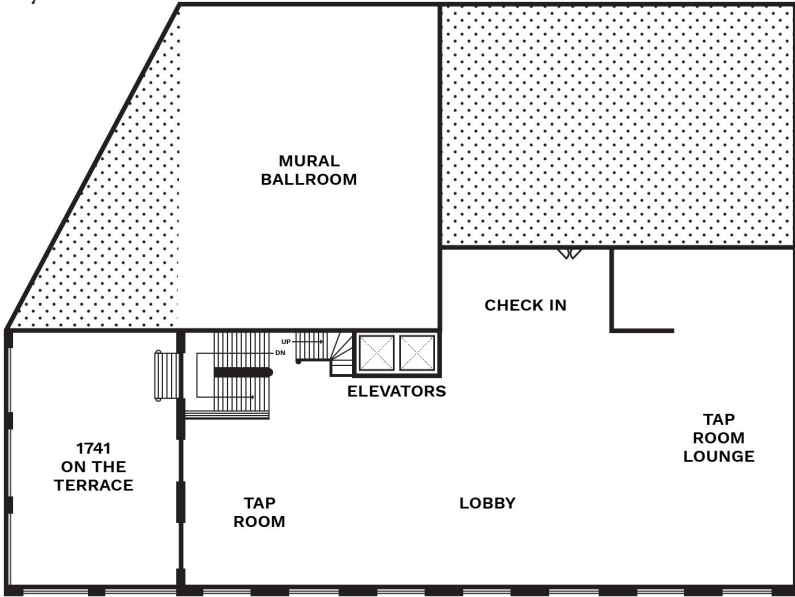 MURAL
BALLROOM
CHECK IN
UP
DN
ELEVATORS
1741
ON THE
TERRACE
TAP
ROOM
LOBBY
TAP
ROOM
LOUNGE